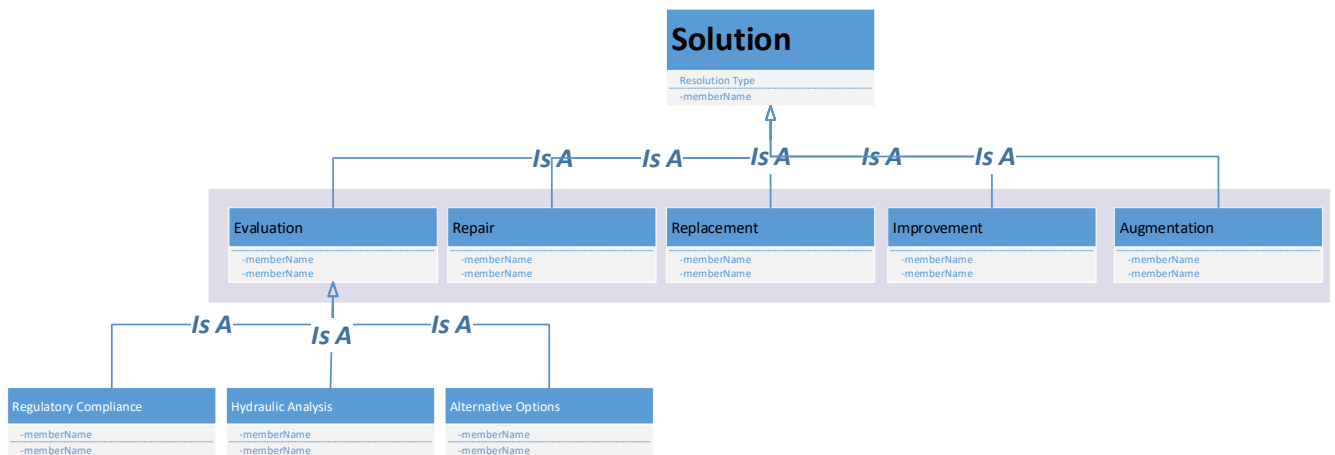 Solution
Resolution Type
-memberName
Is A Is A Is A Is A Is A
Evaluation Repair Replacement Improvement Augmentation
-memberName -memberName -memberName -memberName -memberName
-memberName -memberName -memberName -memberName -memberName
Is A Is A Is A
Regulatory Compliance Hydraulic Analysis Alternative Options
-memberName -memberName -memberName
-memberName -memberName -memberName